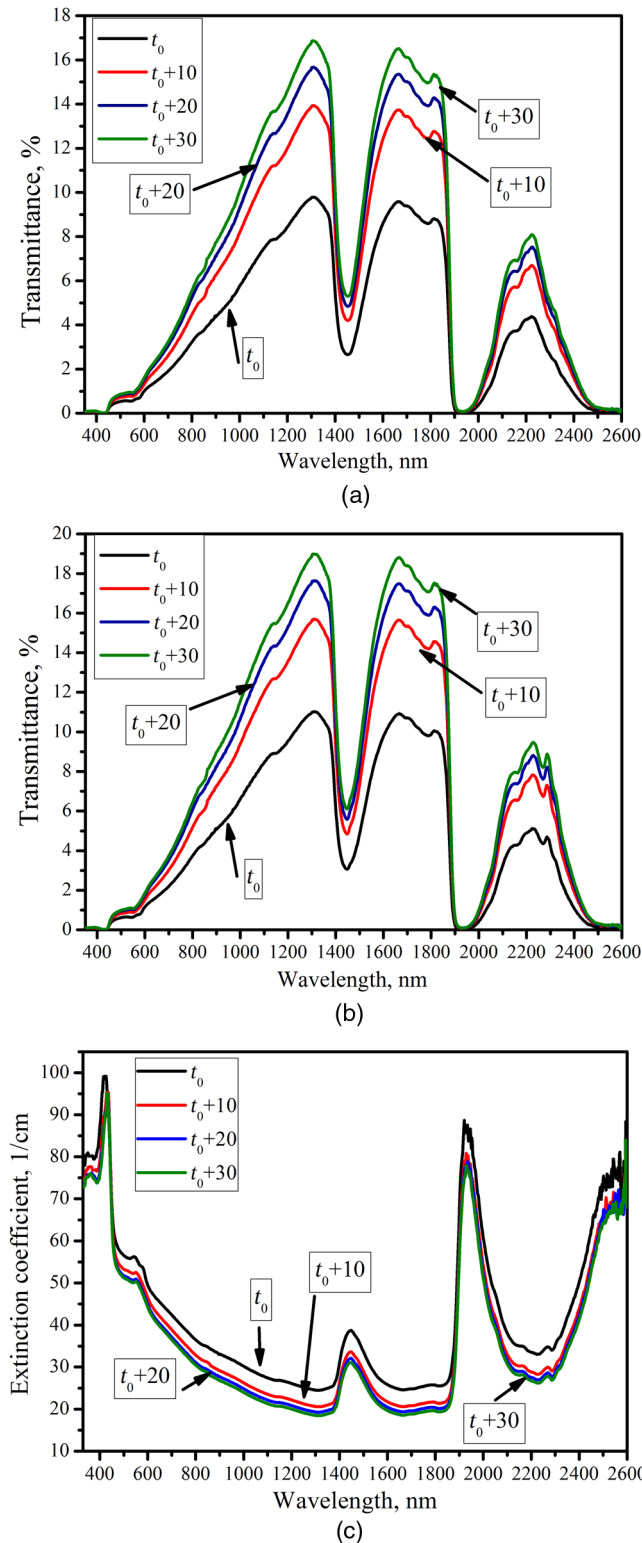 18
16
14
12
10
8
6
4
2
0
Transmittance, %
t0
t0+10
t0+20
t0+30
t0+20
t0+30
t0+10
t0
400 600 800 1000 1200 1400 1600 1800 2000 2200 2400 2600
Wavelength, nm
(a)
20
18
16
14
12
10
8
6
4
2
0
Transmittance, %
t0
t0+10
t0+20
t0+30
t0+20
t0+30
t0+10
t0
400 600 800 1000 1200 1400 1600 1800 2000 2200 2400 2600
Wavelength, nm
(b)
100
90
80
70
60
50
40
30
20
10
Extinction coefficient, 1/cm
t0
t0+10
t0+20
t0+30
t0
t0+10
t0+20
t0+30
400 600 800 1000 1200 1400 1600 1800 2000 2200 2400 260
Wavelength, nm
(c)